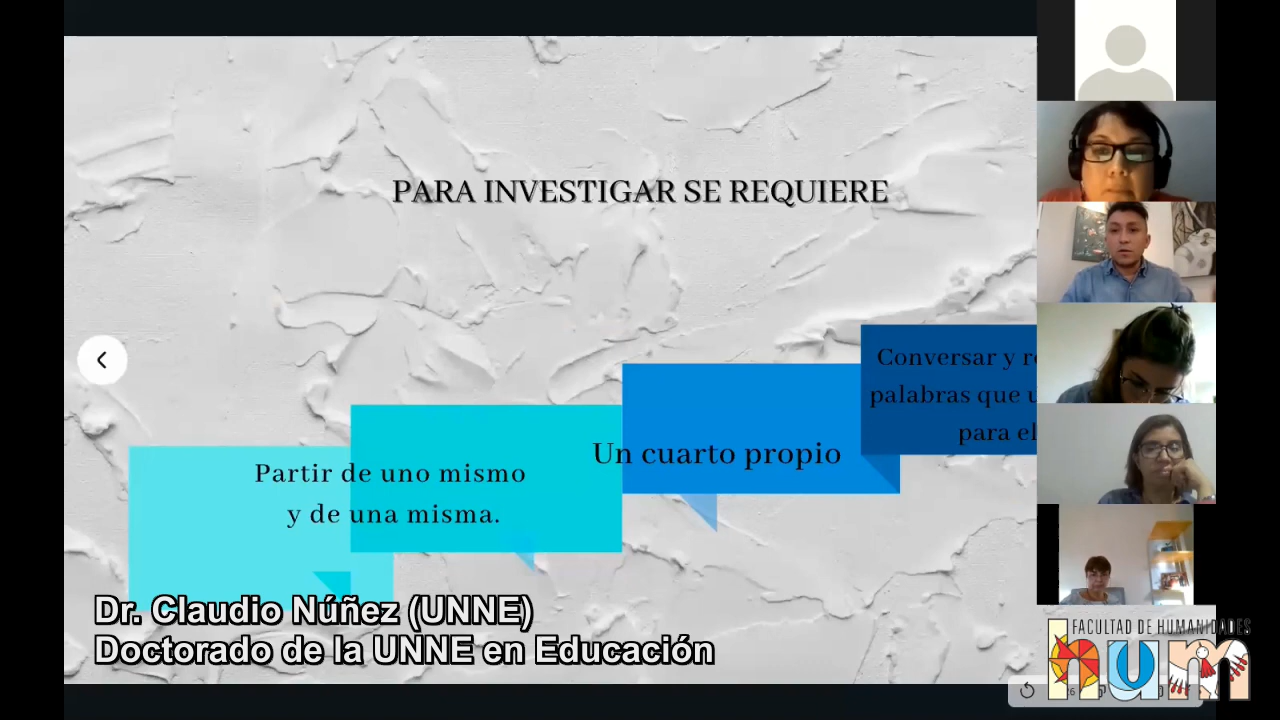 PARA INVESTIGAR SE REQUIERE
Conversar y
palabras que
para el
Un cuarto propio
Partir de uno mismo
y de una misma.
Dr. Claudio Núñez (UNNE)
Doctorado de la UNNE en Educación
FACULTAD DE HUMANIDADES
hum